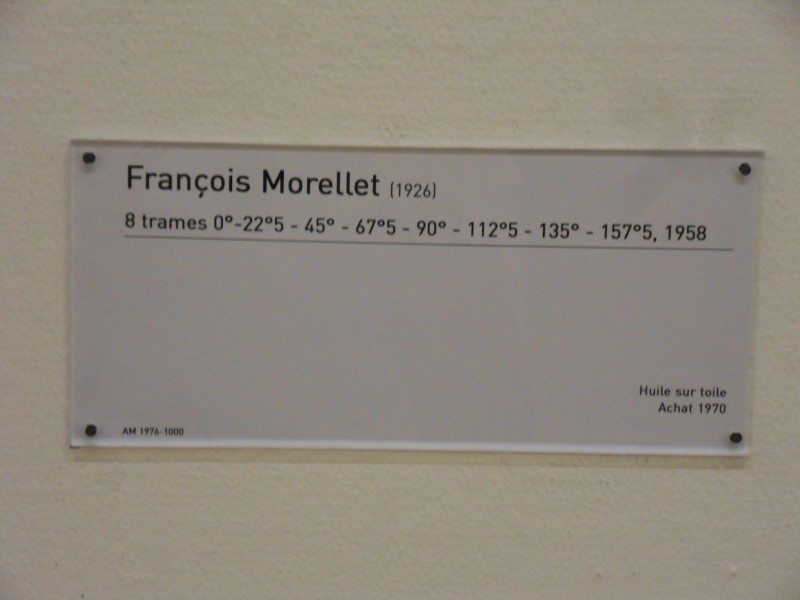 François Morellet (1926)
8 trames 0°-22°5 - 45° - 67°5 - 90° - 112°5 - 135° - 157°5, 1958
Huile sur toile
Achat 1970
AM 1976-1000